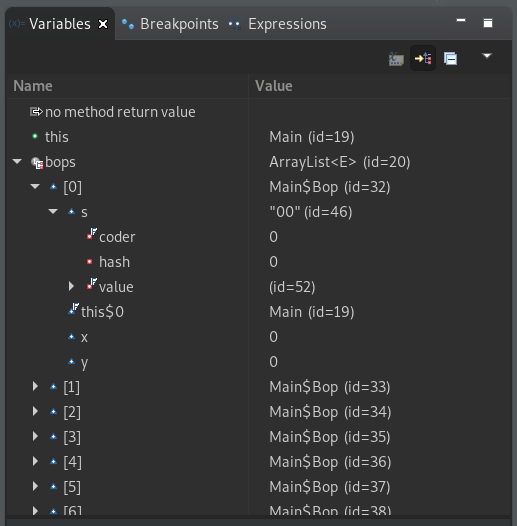 (x)= Variables Breakpoints Expressions
Name Value
no method return value
this Main (id=19)
bops ArrayList<E> (id=20)
[0] Main$Bop (id=32)
s "00" (id=46)
coder 0
hash 0
value (id=52)
this$0 Main (id=19)
x 0
y 0
[1] Main$Bop (id=33)
[2] Main$Bop (id=34)
[3] Main$Bop (id=35)
[4] Main$Bop (id=36)
[5] Main$Bop (id=37)
[6] Main$Bop (id=38)